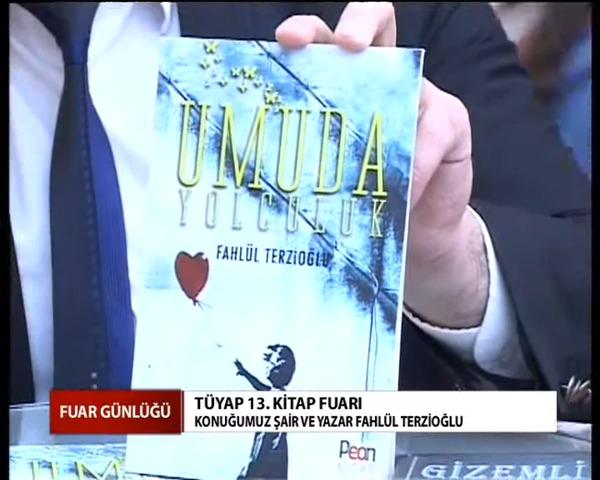 UMUDA
YOLCULUK
FAHLÜL TERZİOĞLU
FUAR GÜNLÜĞÜ
TÜYAP 13. KİTAP FUARI
KONUĞUMUZ ŞAİR VE YAZAR FAHLÜL TERZİOĞLU
Peon
UM
GİZEMLİ